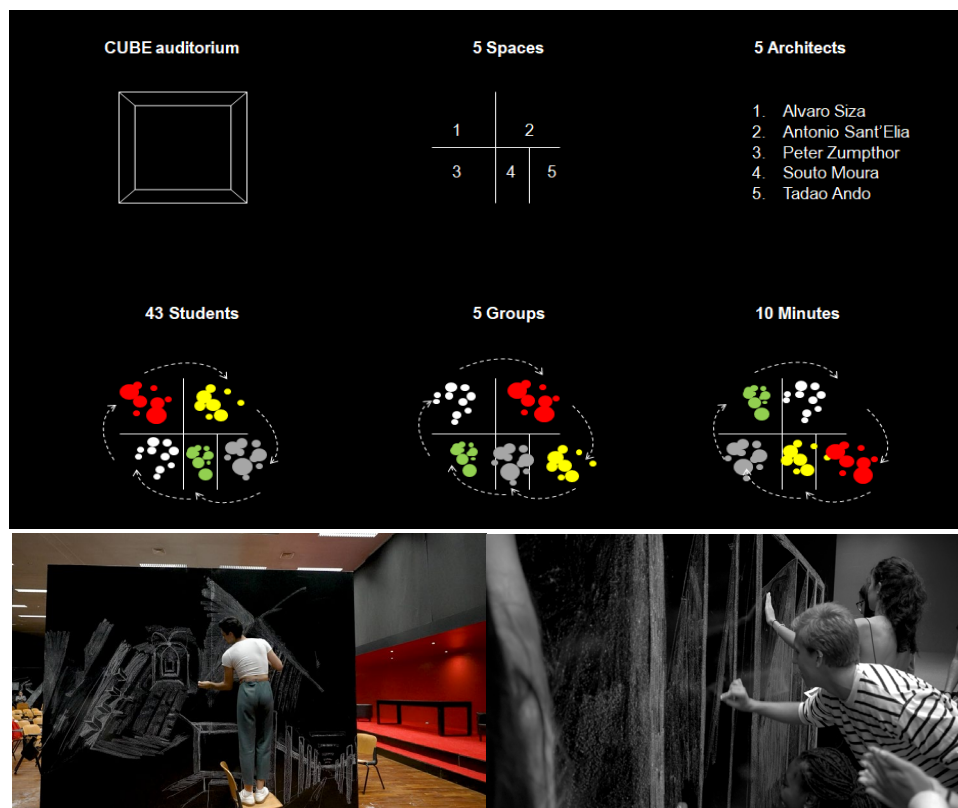 CUBE auditorium
5 Spaces
5 Architects
1
2
3
4
5
1. Alvaro Siza
2. Antonio Sant'Elia
3. Peter Zumpthor
4. Souto Moura
5. Tadao Ando
43 Students
5 Groups
10 Minutes